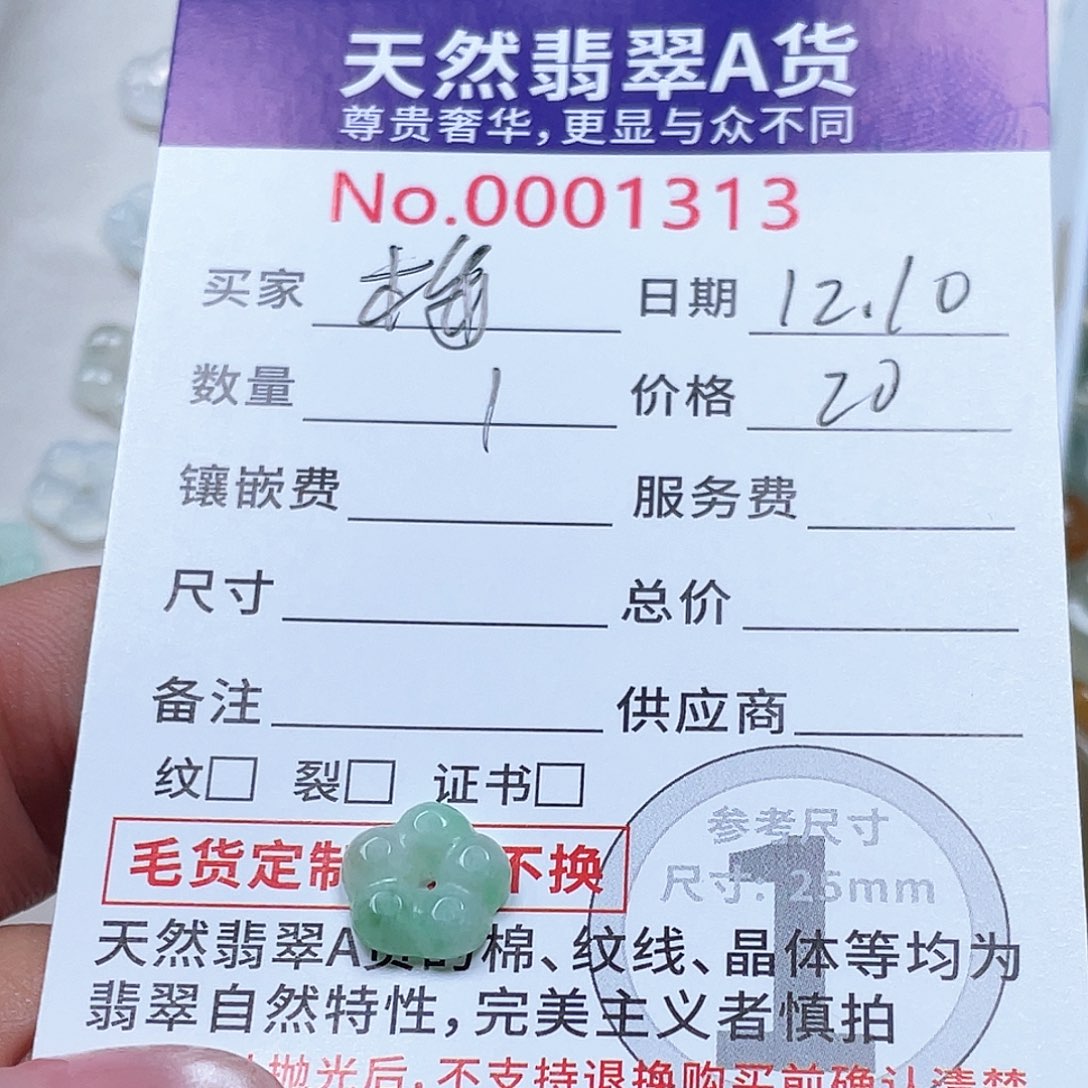 天然翡翠A货
尊贵奢华，更显与众不同
No.0001313
买家 日期 12.10
数量 1 价格 20
镶嵌费 服务费
尺寸 总价
备注 供应商
纹□ 裂□ 证书□
参考尺寸
尺寸：25mm
1
毛货定制 不换
天然翡翠A货的棉、纹线、晶体等均为
翡翠自然特性，完美主义者慎拍
抛光后，不支持退换购买前确认清楚